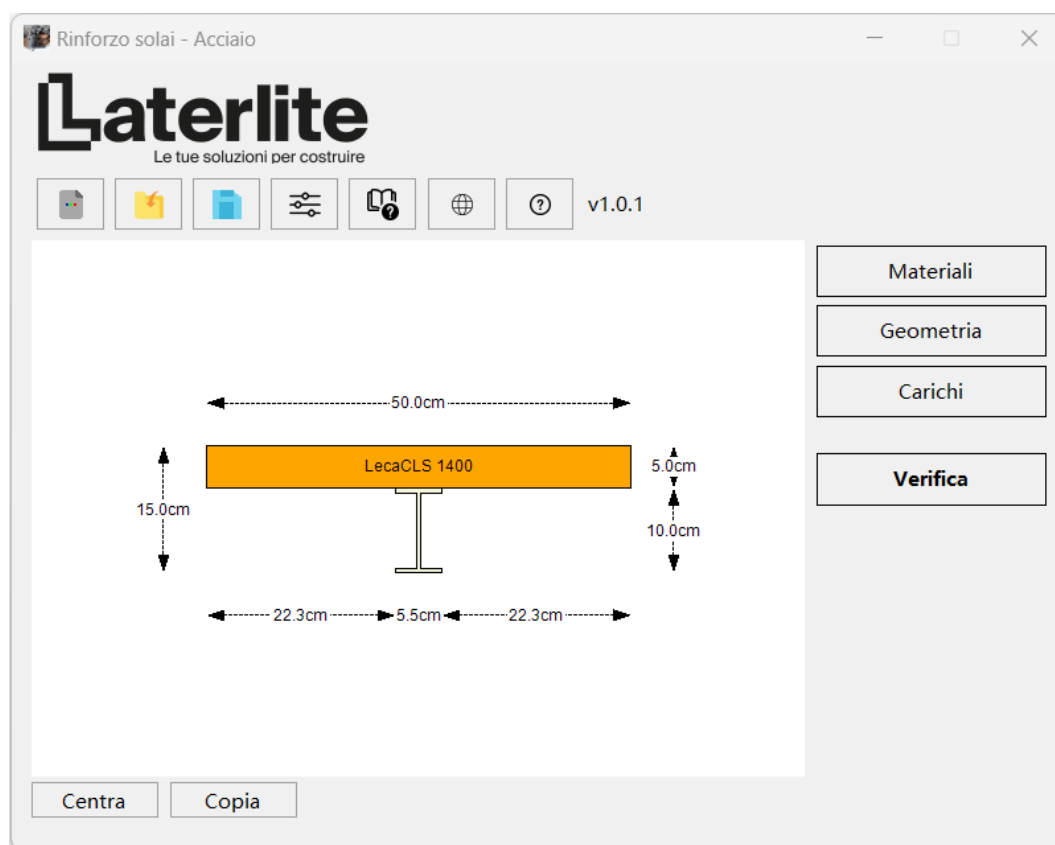 Rinforzo solai - Acciaio
Laterlite
Le tue soluzioni per costruire
v1.0.1
Materiali
Geometria
Carichi
Verifica
50.0cm
LecaCLS 1400
5.0cm
15.0cm
10.0cm
22.3cm
5.5cm
22.3cm
Centra
Copia